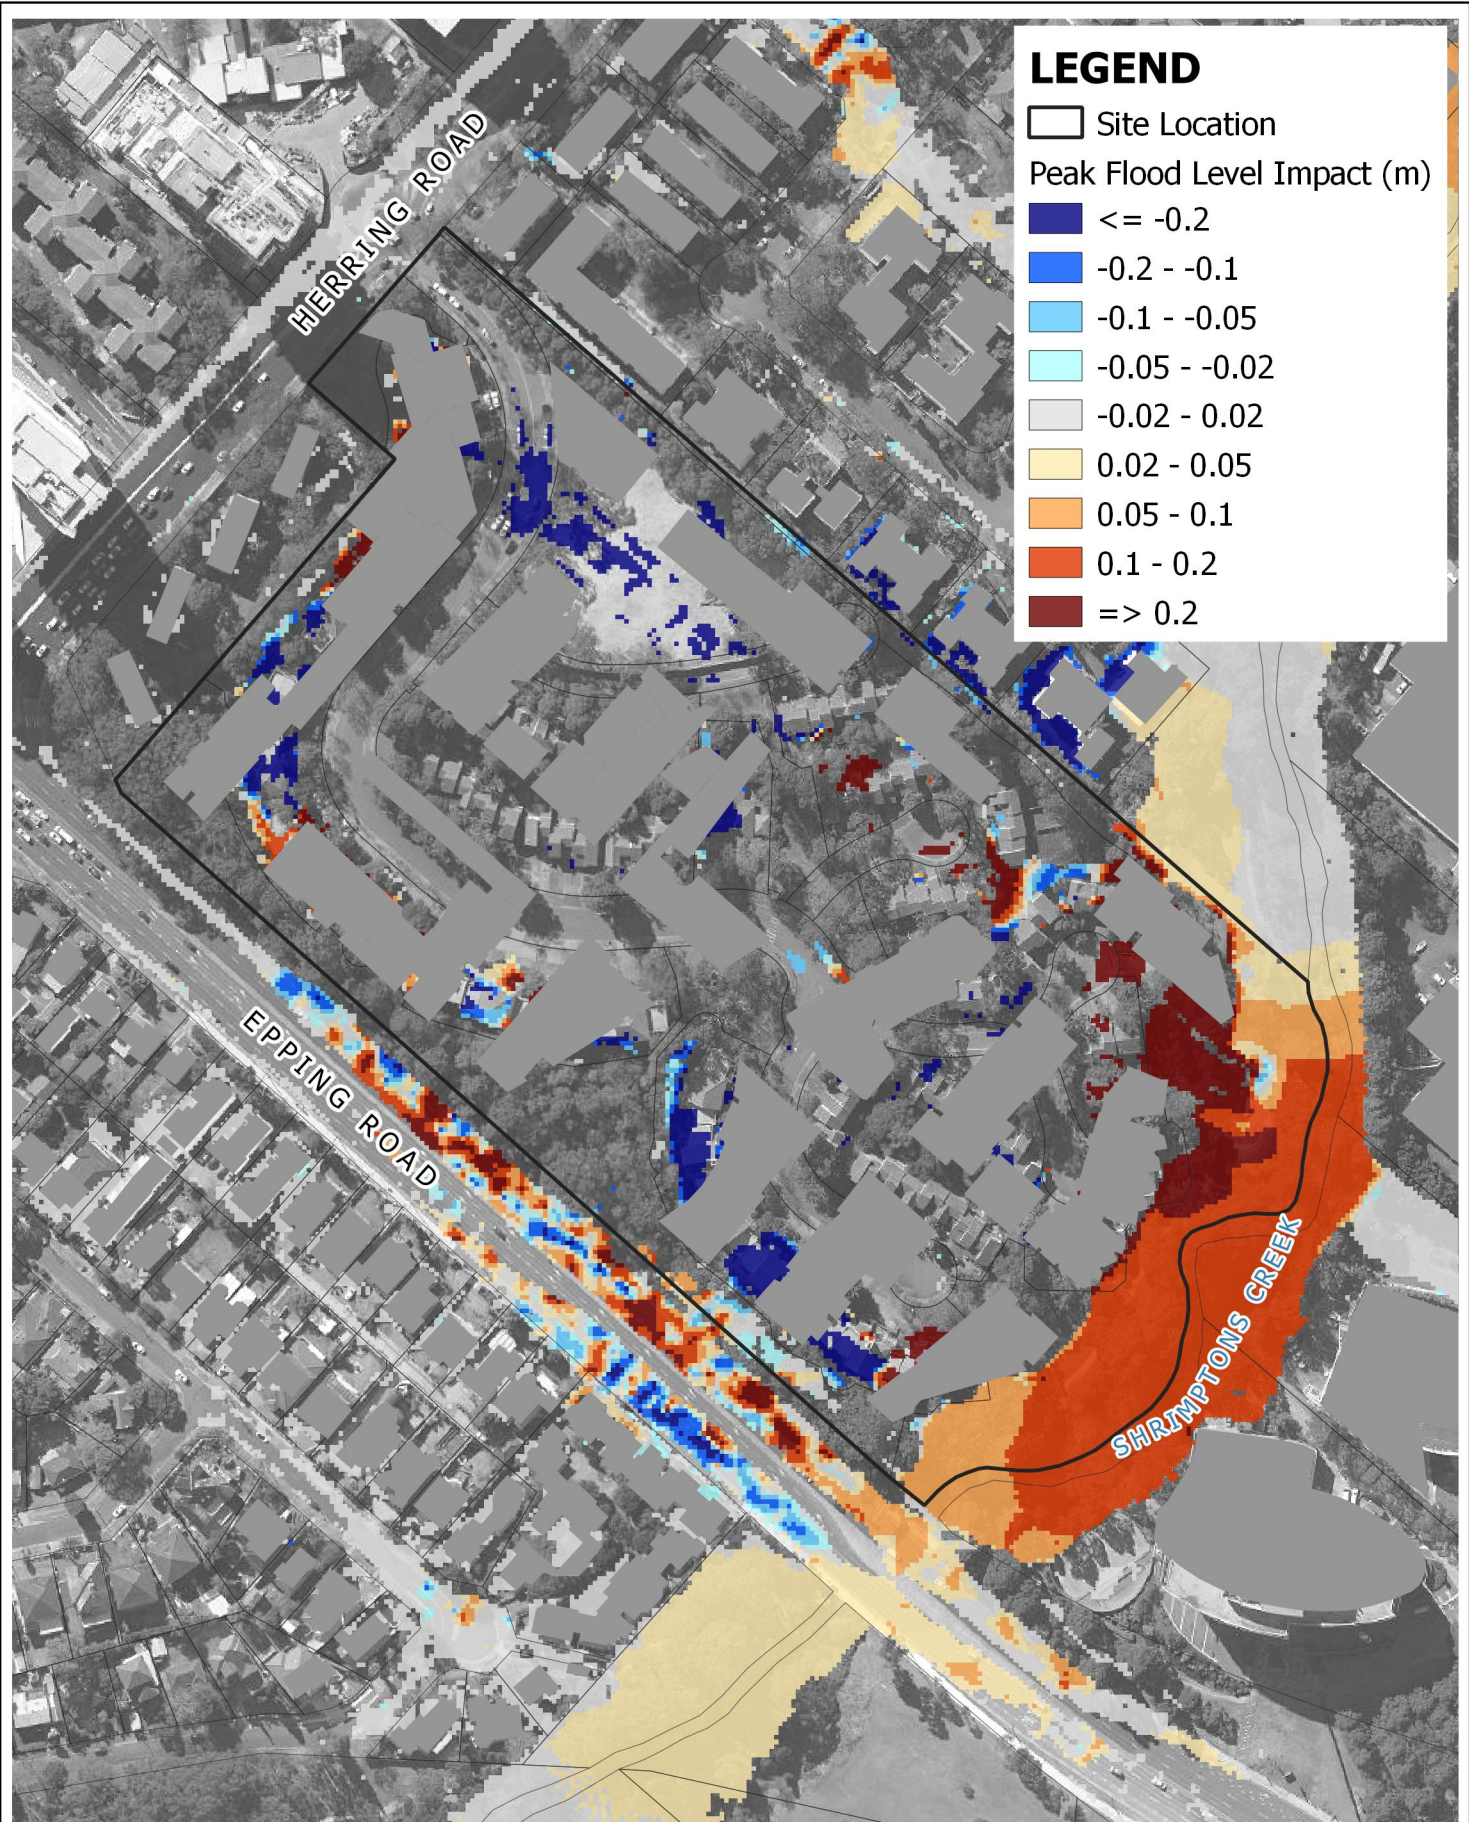 LEGEND
Site Location
Peak Flood Level Impact (m)
<= -0.2
-0.2 - -0.1
-0.1 - -0.05
-0.05 - -0.02
-0.02 - 0.02
0.02 - 0.05
0.05 - 0.1
0.1 - 0.2
=> 0.2
HERRING ROAD
EPPING ROAD
SHRIMPTONS CREEK